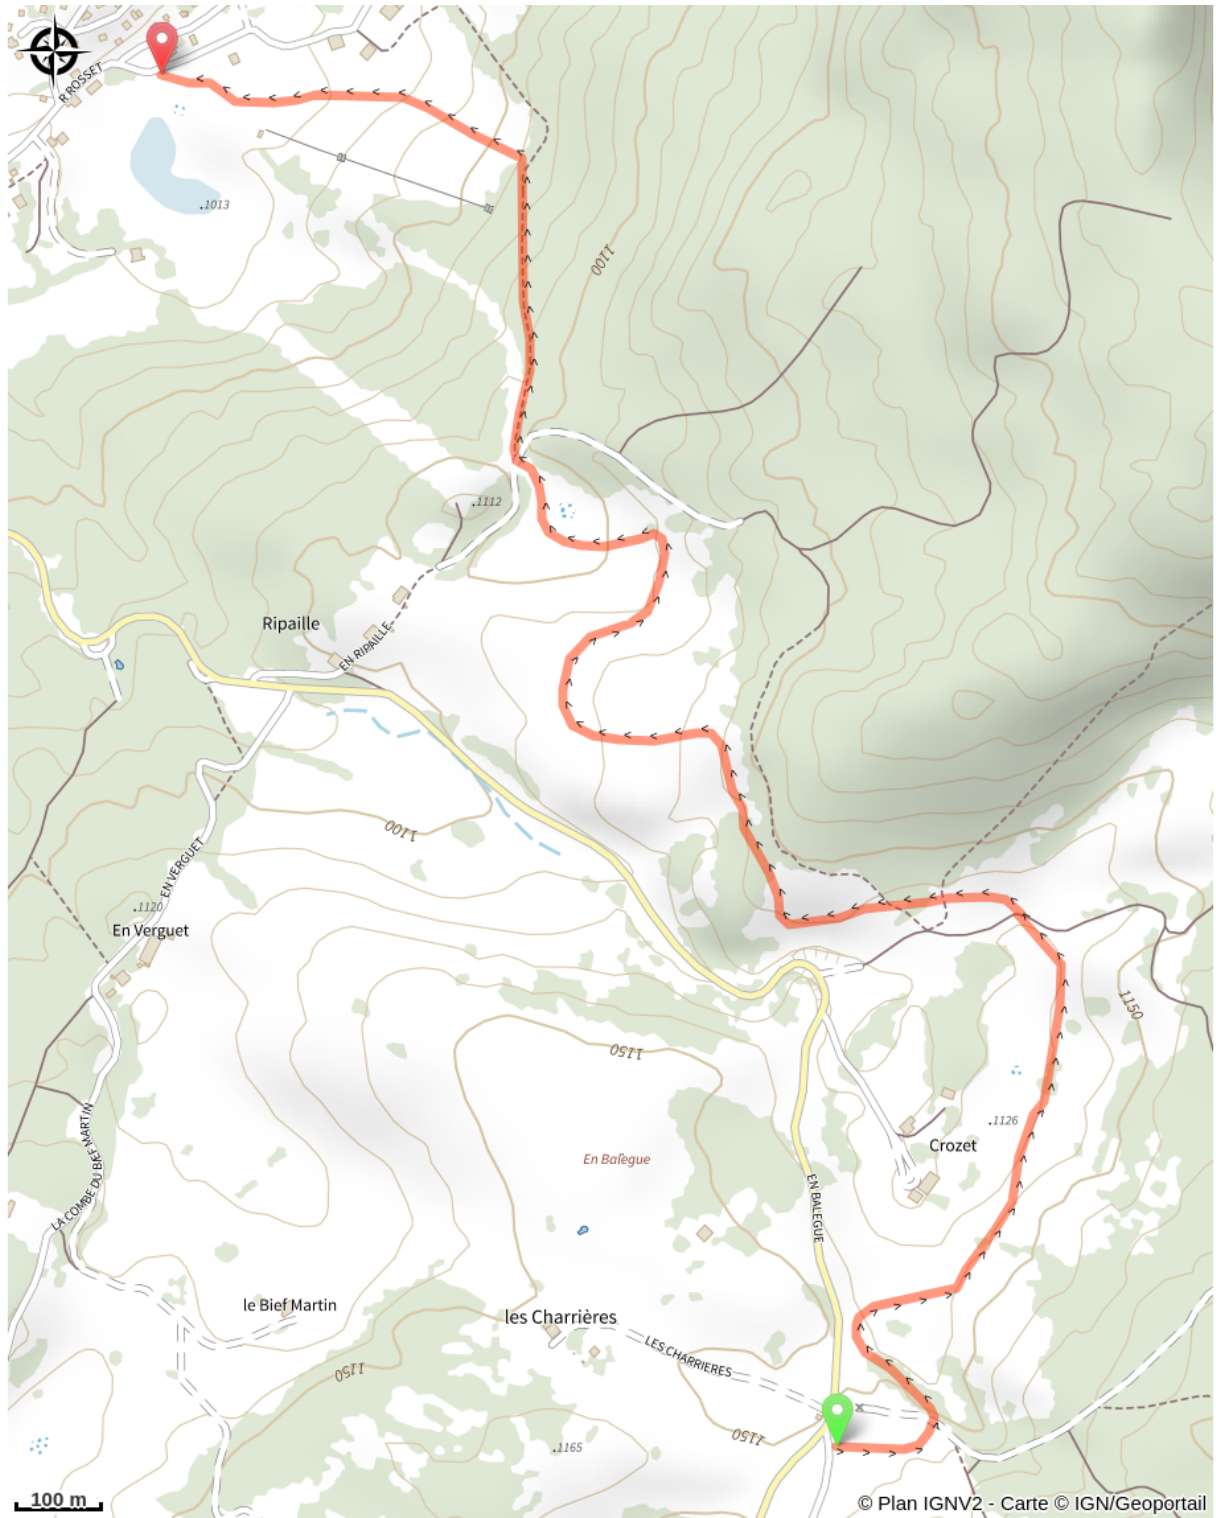 R ROSSET
.1013
1100
.1112
Ripaille
EN RIPAILLE
1100
EN VERGUET
.1120
En Verguet
1150
1150
.1126
Crozet
En Balègue
EN BALEGUE
LA COMBE DU BIEF MARTIN
le Bief Martin
les Charrières
LES CHARRIERES
1150
1150
.1165
100 m
© Plan IGNV2 - Carte © IGN/Geoportail